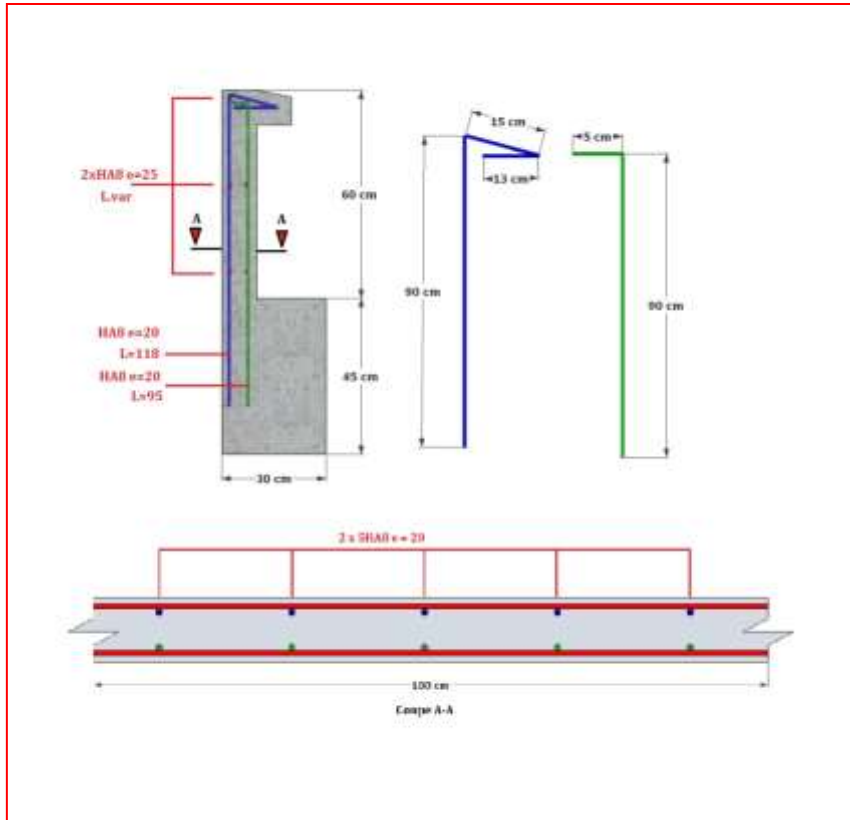 15 cm
5 cm
13 cm
2xHA8 e=25
L.var
A A
60 cm
90 cm
90 cm
HA8 e=20
L=118
HA8 e=20
L=95
45 cm
30 cm
2 x 5HA8 e = 20
100 cm
Coupe A-A